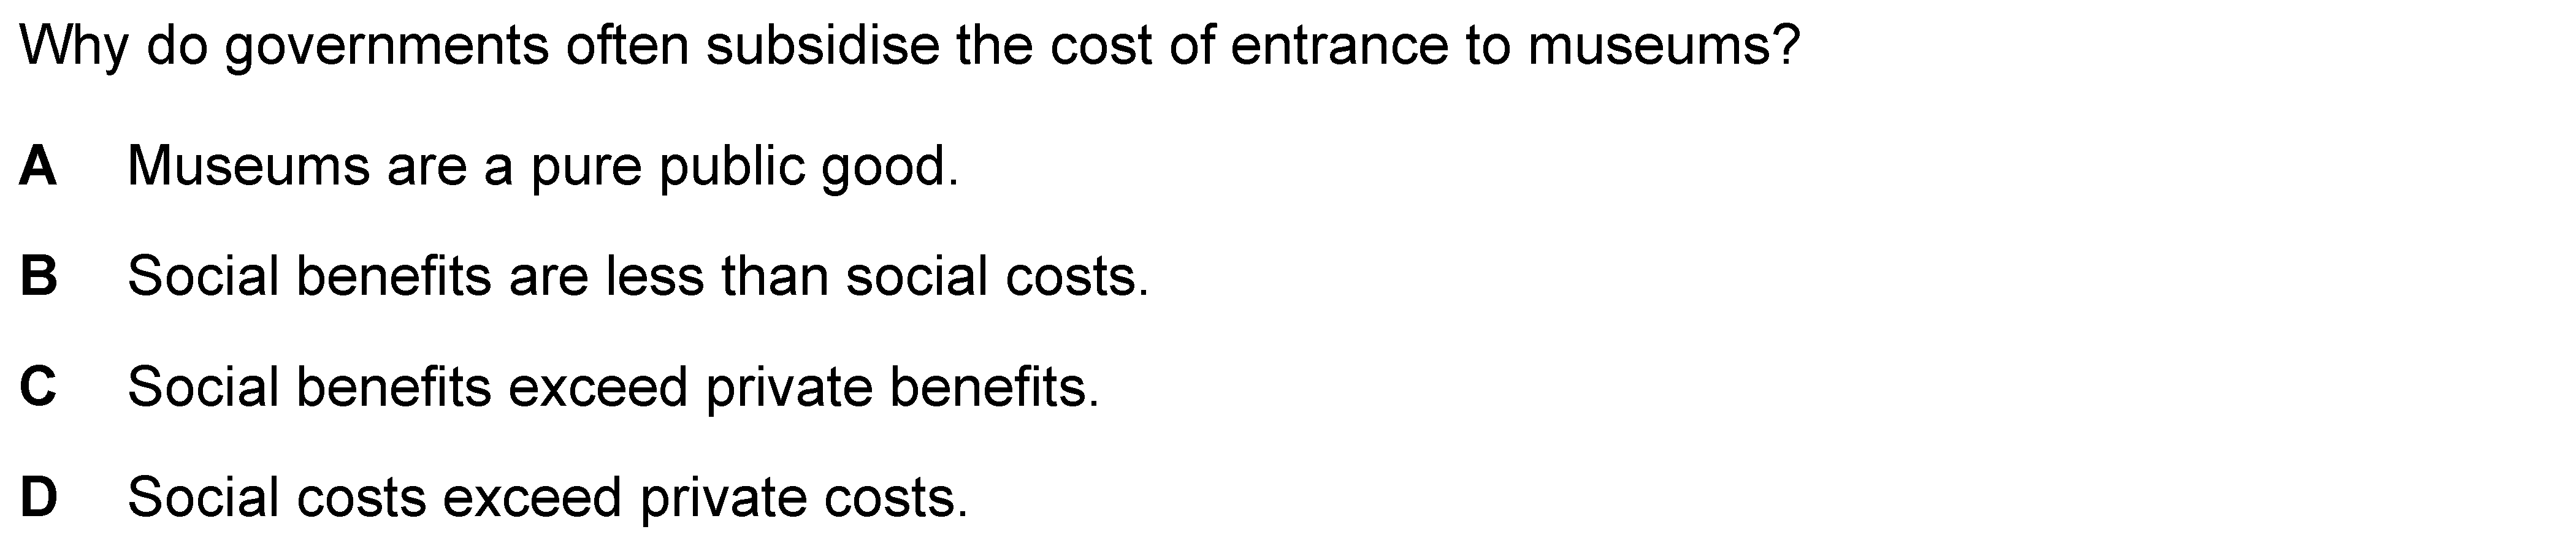 Why do governments often subsidise the cost of entrance to museums?
A Museums are a pure public good.
B Social benefits are less than social costs.
C Social benefits exceed private benefits.
D Social costs exceed private costs.